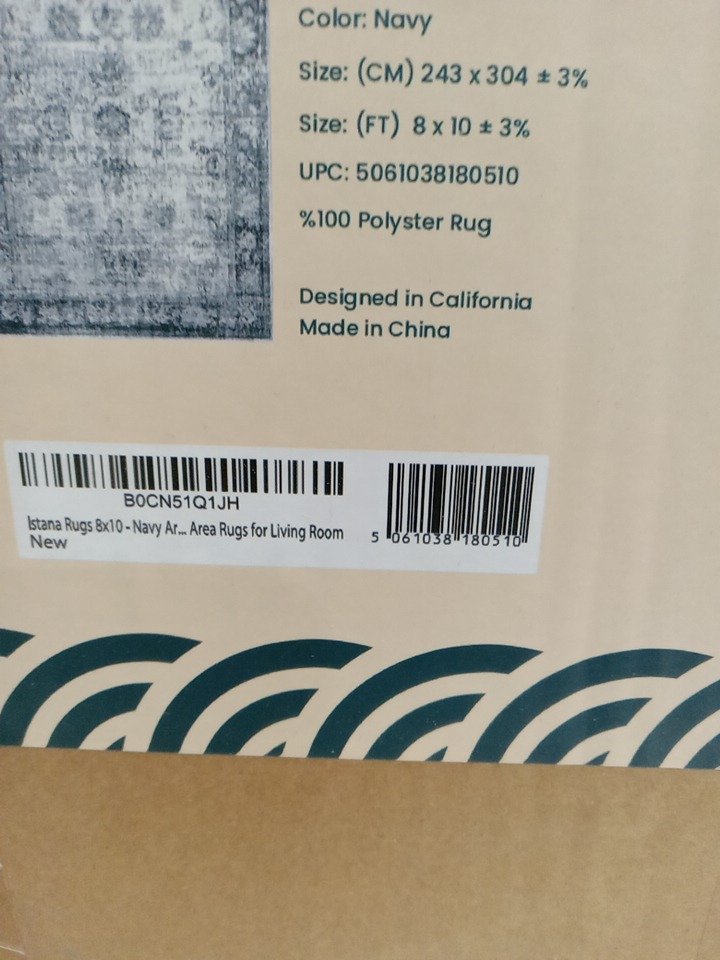 Color: Navy
Size: (CM) 243 x 304 ± 3%
Size: (FT) 8 x 10 ± 3%
UPC: 5061038180510
%100 Polyster Rug
Designed in California
Made in China
B0CN51Q1JH
Istana Rugs 8x10 - Navy Ar... Area Rugs for Living Room
New
5 061038 180510